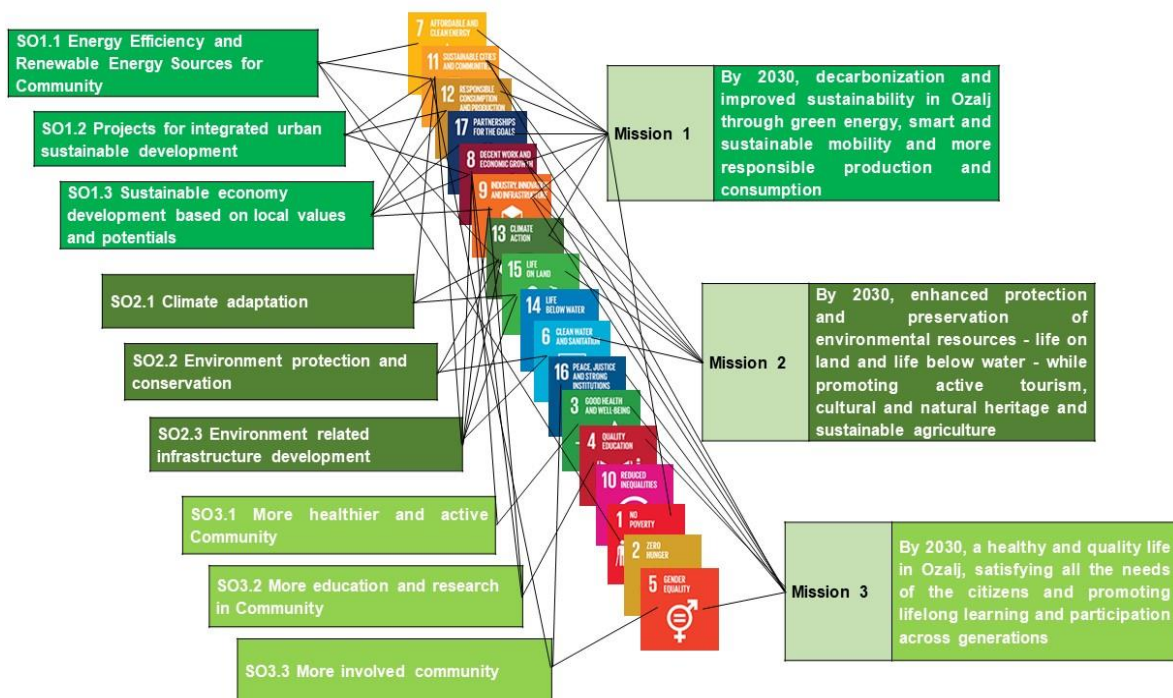 SO1.1 Energy Efficiency and
Renewable Energy Sources for
Community
SO1.2 Projects for integrated urban
sustainable development
SO1.3 Sustainable economy
development based on local values
and potentials
SO2.1 Climate adaptation
SO2.2 Environment protection and
conservation
SO2.3 Environment related
infrastructure development
SO3.1 More healthier and active
Community
SO3.2 More education and research
in Community
SO3.3 More involved community
7 AFFORDABLE AND
CLEAN ENERGY
11 SUSTAINABLE CITIES
AND COMMUNITIES
12 RESPONSIBLE
CONSUMPTION
AND PRODUCTION
17 PARTNERSHIPS
FOR THE GOALS
8 DECENT WORK AND
ECONOMIC GROWTH
9 INDUSTRY, INNOVATION
AND INFRASTRUCTURE
13 CLIMATE
ACTION
15 LIFE
ON LAND
14 LIFE
BELOW WATER
6 CLEAN WATER
AND SANITATION
16 PEACE, JUSTICE
AND STRONG
INSTITUTIONS
3 GOOD HEALTH
AND WELL-BEING
4 QUALITY
EDUCATION
10 REDUCED
INEQUALITIES
1 NO
POVERTY
2 ZERO
HUNGER
5 GENDER
EQUALITY
Mission 1
By 2030, decarbonization and
improved sustainability in Ozalj
through green energy, smart and
sustainable mobility and more
responsible production and
consumption
Mission 2
By 2030, enhanced protection
and preservation of
environmental resources - life on
land and life below water - while
promoting active tourism,
cultural and natural heritage and
sustainable agriculture
Mission 3
By 2030, a healthy and quality life
in Ozalj, satisfying all the needs
of the citizens and promoting
lifelong learning and participation
across generations